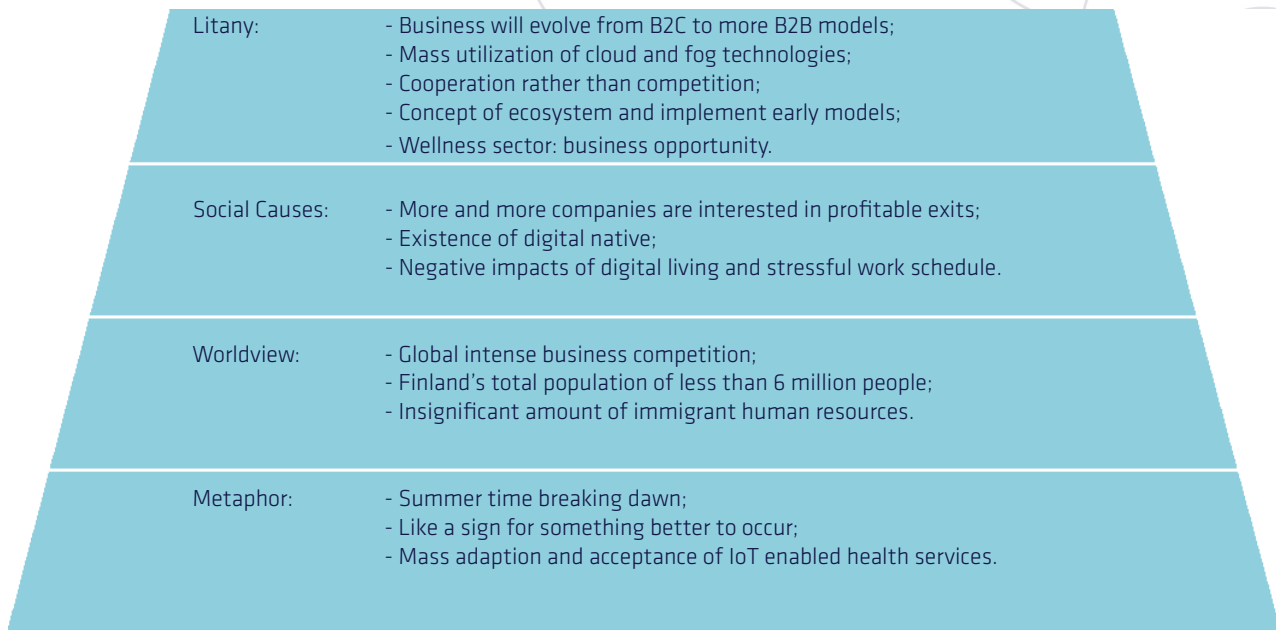 Litany: - Business will evolve from B2C to more B2B models;
- Mass utilization of cloud and fog technologies;
- Cooperation rather than competition;
- Concept of ecosystem and implement early models;
- Wellness sector: business opportunity.
Social Causes: - More and more companies are interested in profitable exits;
- Existence of digital native;
- Negative impacts of digital living and stressful work schedule.
Worldview: - Global intense business competition;
- Finland's total population of less than 6 million people;
- Insignificant amount of immigrant human resources.
Metaphor: - Summer time breaking dawn;
- Like a sign for something better to occur;
- Mass adaption and acceptance of IoT enabled health services.